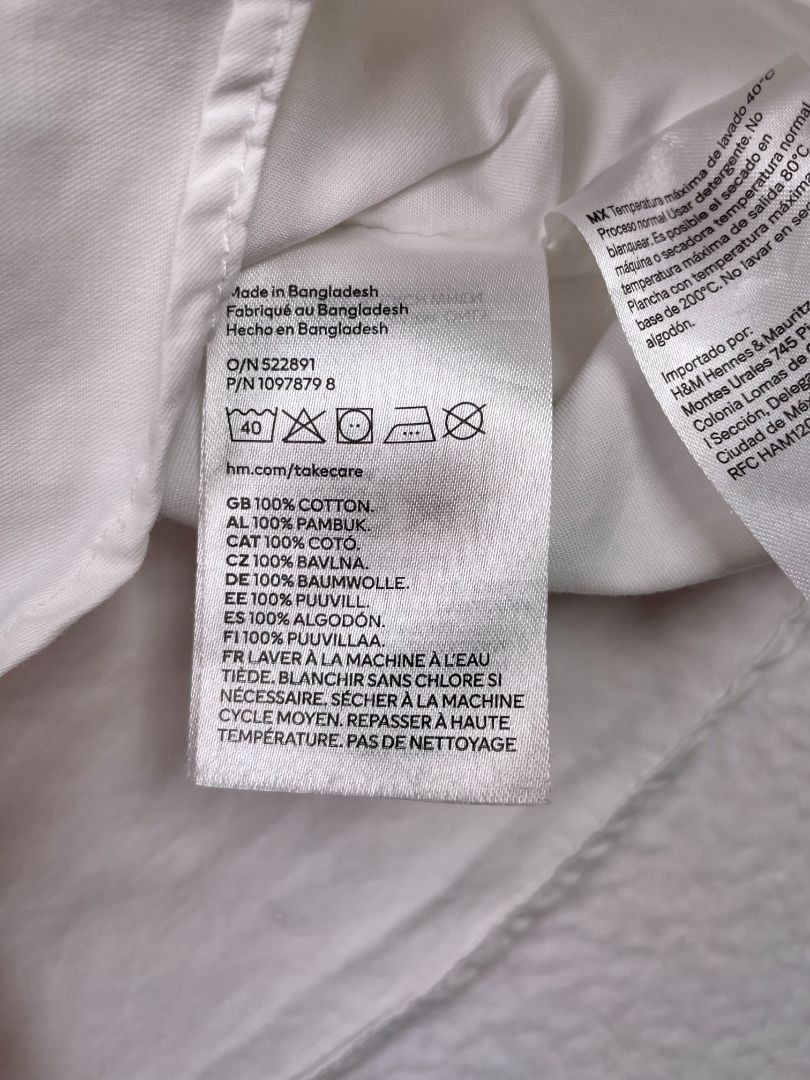 Made in Bangladesh
Fabriqué au Bangladesh
Hecho en Bangladesh
O/N 522891
P/N 1097879 8
40
hm.com/takecare
GB 100% COTTON.
AL 100% PAMBUK.
CAT 100% COTÓ.
CZ 100% BAVLNA.
DE 100% BAUMWOLLE.
EE 100% PUUVILL.
ES 100% ALGODÓN.
FI 100% PUUVILLAA.
FR LAVER À LA MACHINE À L'EAU
TIÈDE. BLANCHIR SANS CHLORE SI
NÉCESSAIRE. SÉCHER À LA MACHINE
CYCLE MOYEN. REPASSER À HAUTE
TEMPÉRATURE. PAS DE NETTOYAGE
MX Temperatura máxima de lavado 40°C
Proceso normal Usar detergente. No
blanquear. Es posible el secado en
máquina o secadora temperatura normal
temperatura máxima de salida 80°C
Plancha con temperatura máxima
base de 200°C. No lavar en
algodón.
Importado por:
H&M Hennes & Mauritz
Montes Urales 745
Colonia Lomas de
I Sección,
Ciudad de
RFC HAM120